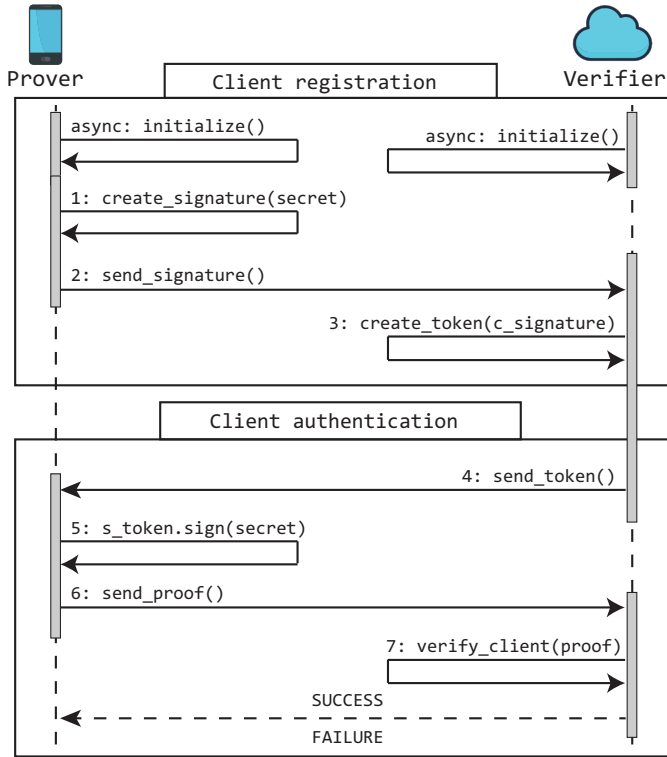 Prover
Verifier
Client registration
async: initialize()
async: initialize()
1: create_signature(secret)
2: send_signature()
3: create_token(c_signature)
Client authentication
4: send_token()
5: s_token.sign(secret)
6: send_proof()
7: verify_client(proof)
SUCCESS
FAILURE